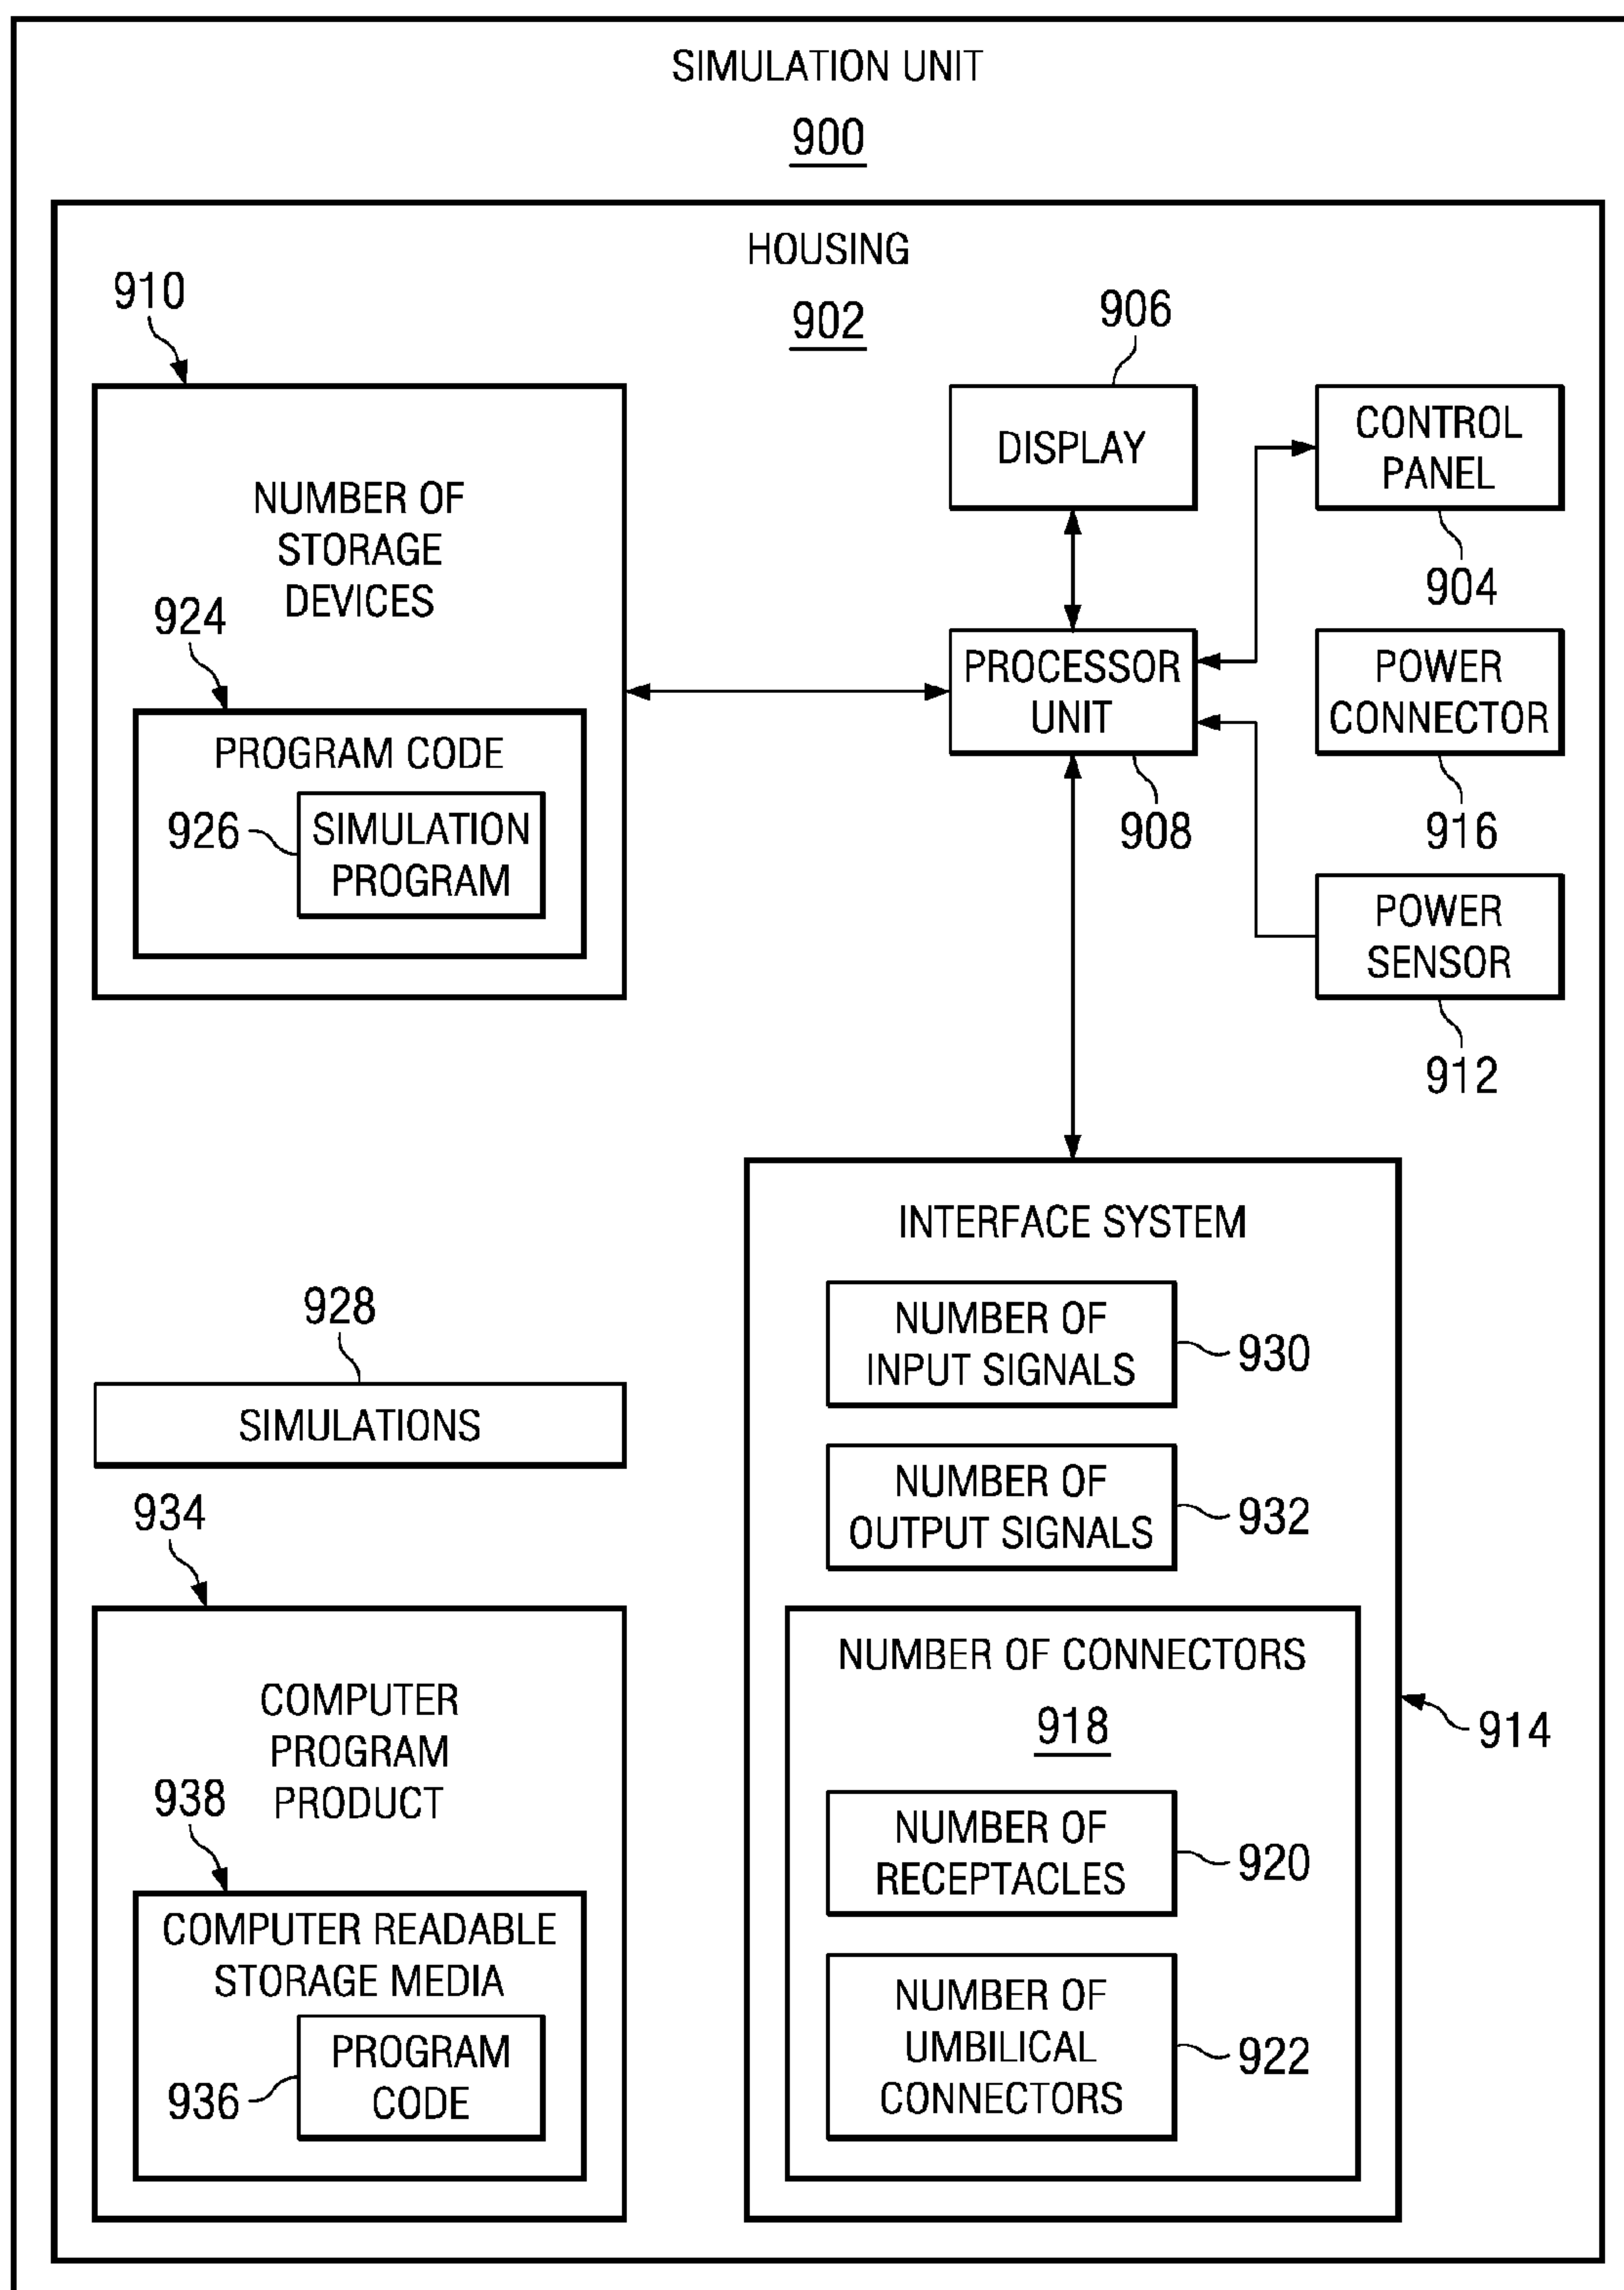 SIMULATION UNIT
900
HOUSING
902
910
NUMBER OF
STORAGE
DEVICES
924
PROGRAM CODE
926
SIMULATION
PROGRAM
906
DISPLAY
CONTROL
PANEL
904
PROCESSOR
UNIT
908
POWER
CONNECTOR
916
POWER
SENSOR
912
928
SIMULATIONS
934
COMPUTER
PROGRAM
PRODUCT
938
COMPUTER READABLE
STORAGE MEDIA
936
PROGRAM
CODE
INTERFACE SYSTEM
NUMBER OF
INPUT SIGNALS
930
NUMBER OF
OUTPUT SIGNALS
932
NUMBER OF CONNECTORS
918
914
NUMBER OF
RECEPTACLES
920
NUMBER OF
UMBILICAL
CONNECTORS
922